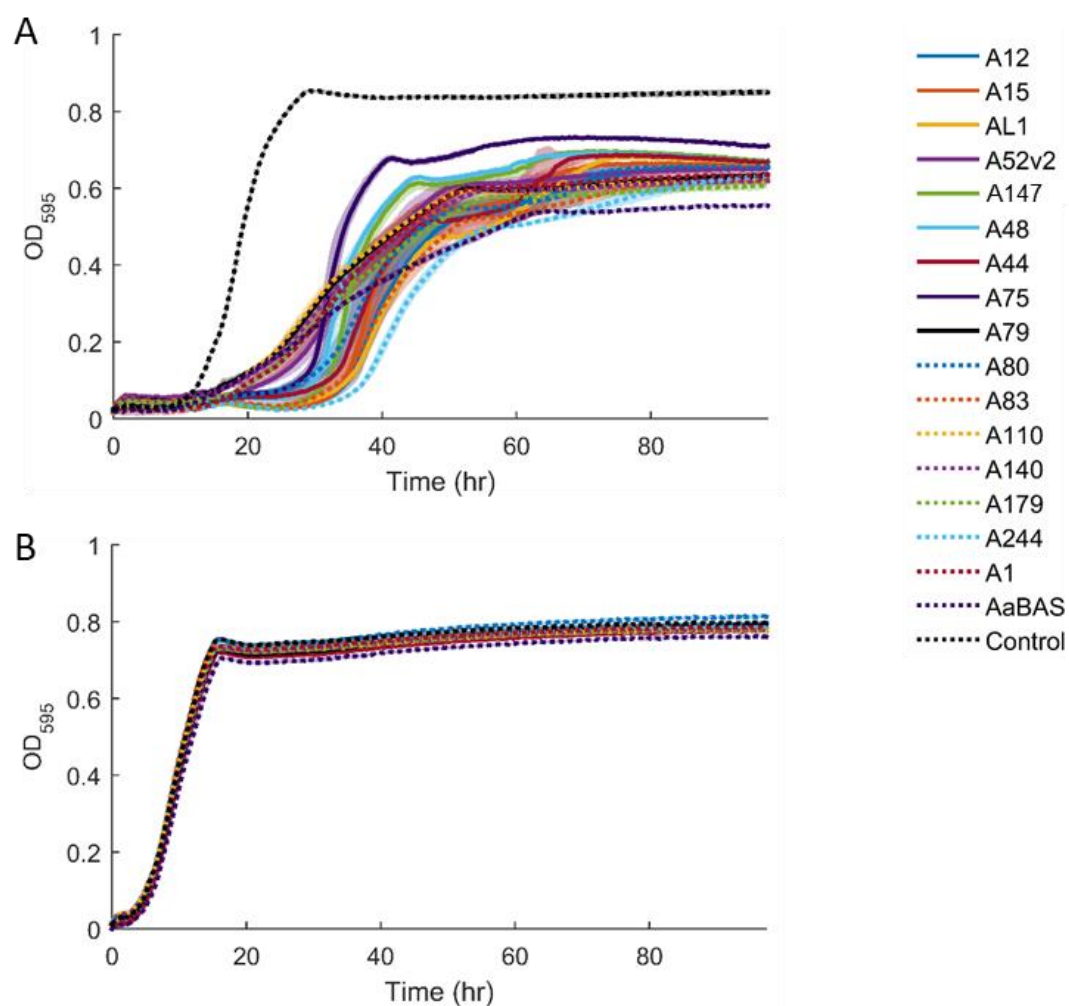 A
1
0.8
0.6
0.4
0.2
0
OD595
0
20
40
60
80
Time (hr)
B
1
0.8
0.6
0.4
0.2
0
OD595
0
20
40
60
80
Time (hr)
A12
A15
AL1
A52v2
A147
A48
A44
A75
A79
A80
A83
A110
A140
A179
A244
A1
AaBAS
Control